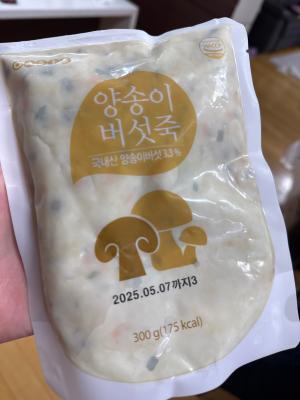 양송이
버섯죽
국내산 양송이버섯 3.3%
2025.05.07까지3
300 g(175 kcal)